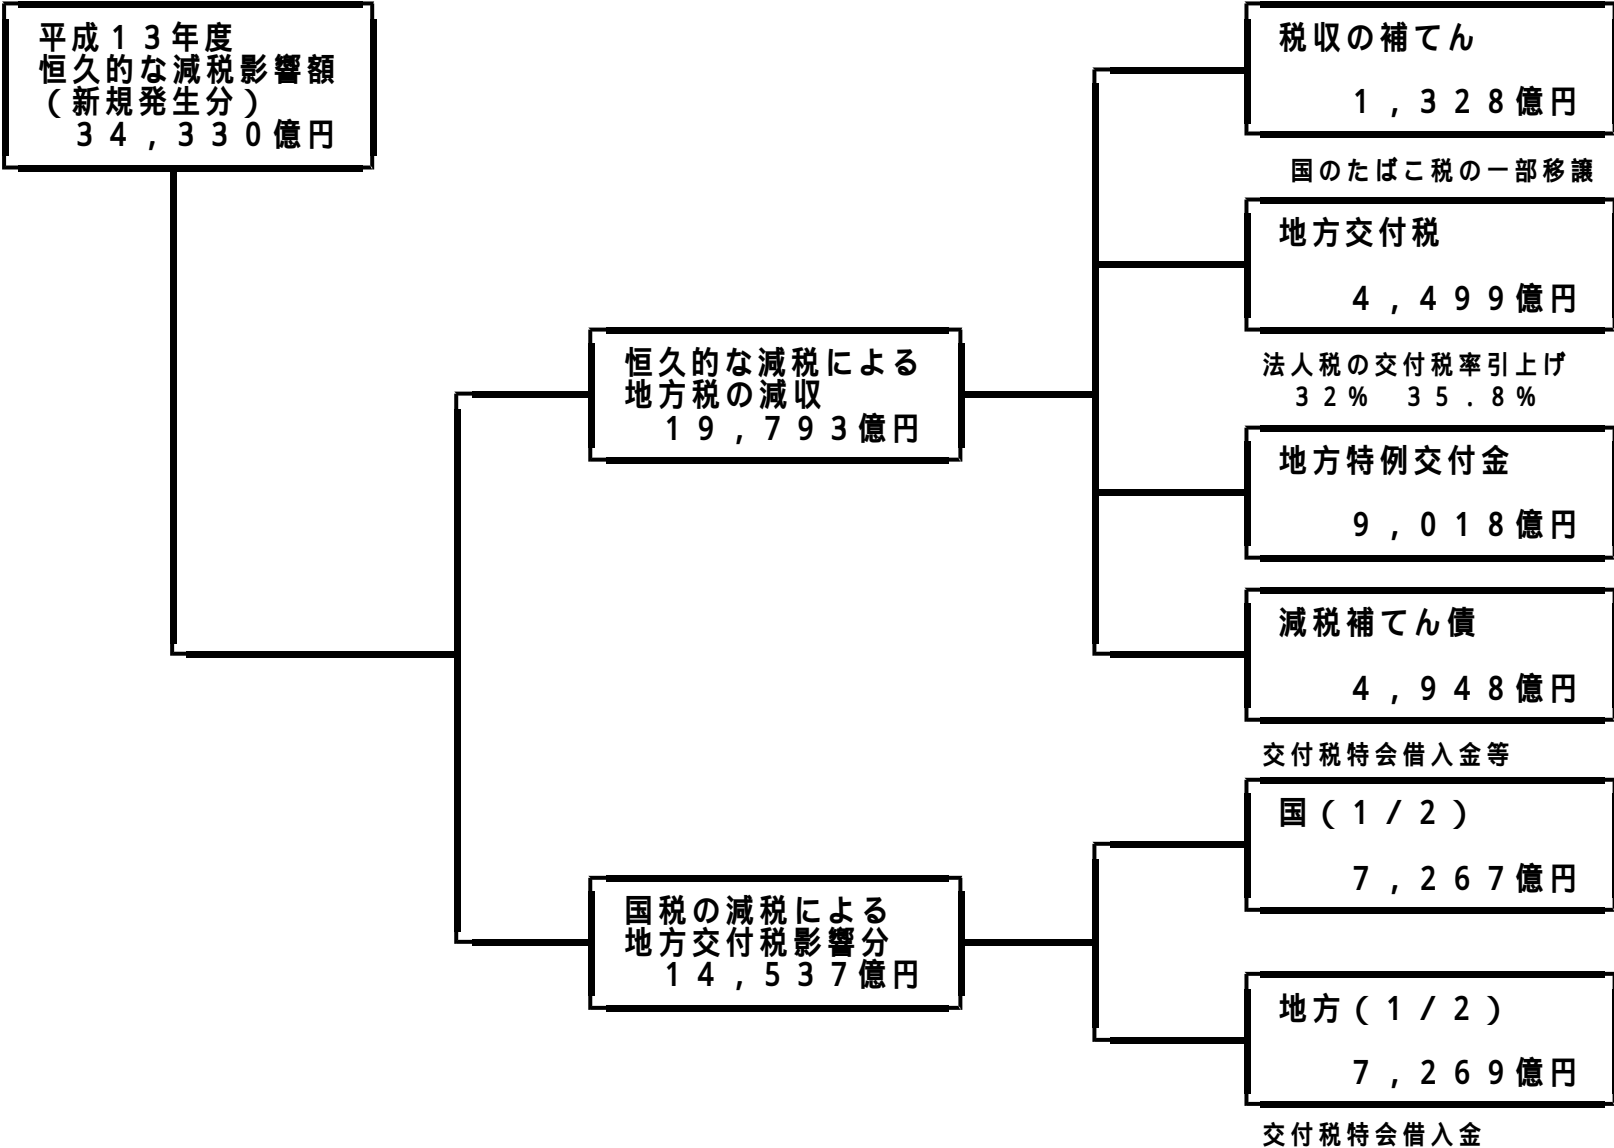 平成１３年度
恒久的な減税影響額
（新規発生分）
３４，３３０億円
恒久的な減税による
地方税の減収
１９，７９３億円
国税の減税による
地方交付税影響分
１４，５３７億円
税収の補てん
１，３２８億円
国のたばこ税の一部移譲
地方交付税
４，４９９億円
法人税の交付税率引上げ
３２％　３５．８％
地方特例交付金
９，０１８億円
減税補てん債
４，９４８億円
交付税特会借入金等
国（１／２）
７，２６７億円
地方（１／２）
７，２６９億円
交付税特会借入金